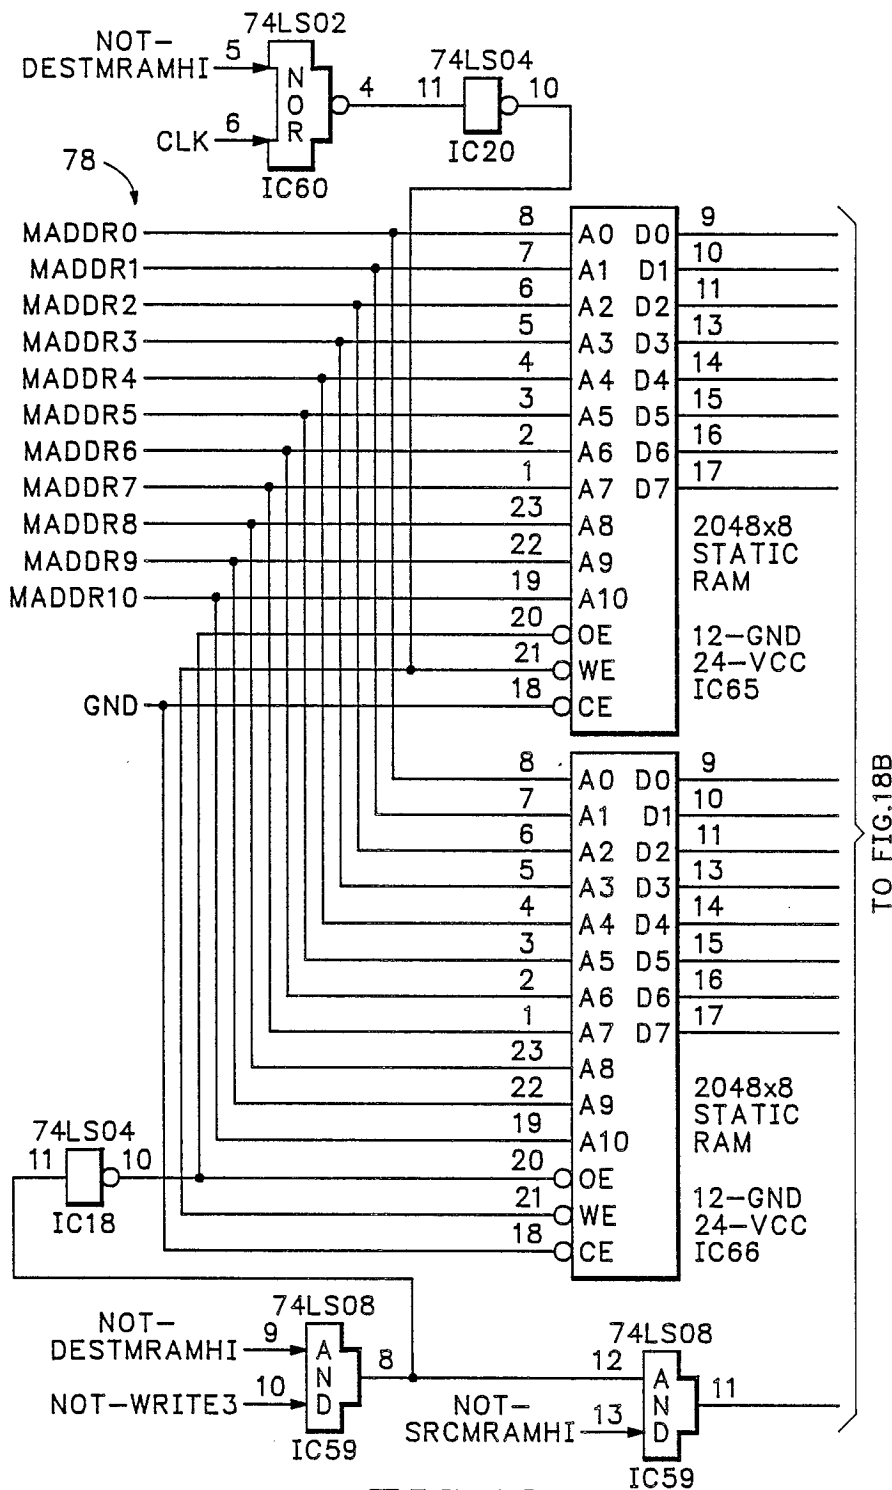 74LS02
NOT-
DESTMRAMHI
5
NOR
4
CLK
6
IC60
74LS04
11
10
IC20
78
MADDR0
8
A0
D0
9
MADDR1
7
A1
D1
10
MADDR2
6
A2
D2
11
MADDR3
5
A3
D3
13
MADDR4
4
A4
D4
14
MADDR5
3
A5
D5
15
MADDR6
2
A6
D6
16
MADDR7
1
A7
D7
17
MADDR8
23
A8
MADDR9
22
A9
MADDR10
19
A10
20
OE
21
WE
GND
18
CE
2048x8
STATIC
RAM
12-GND
24-VCC
IC65
8
A0
D0
9
7
A1
D1
10
6
A2
D2
11
5
A3
D3
13
4
A4
D4
14
3
A5
D5
15
2
A6
D6
16
1
A7
D7
17
23
A8
22
A9
19
A10
20
OE
21
WE
18
CE
2048x8
STATIC
RAM
12-GND
24-VCC
IC66
TO FIG.18B
74LS04
11
10
IC18
74LS08
NOT-
DESTMRAMHI
9
NOT-WRITE3
10
AND
8
IC59
74LS08
12
NOT-
SRCMRAMHI
13
AND
11
IC59